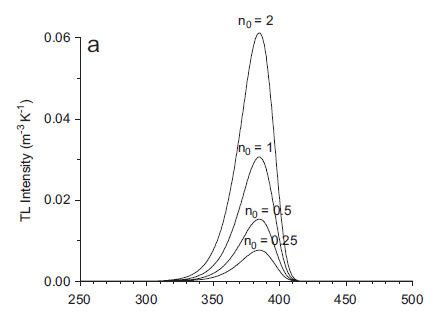 n₀ = 2
0.06
a
0.04
n₀ = 1
TL Intensity (m⁻³ K⁻¹)
0.02
n₀ = 0.5
n₀ = 0.25
0.00
250 300 350 400 450 500